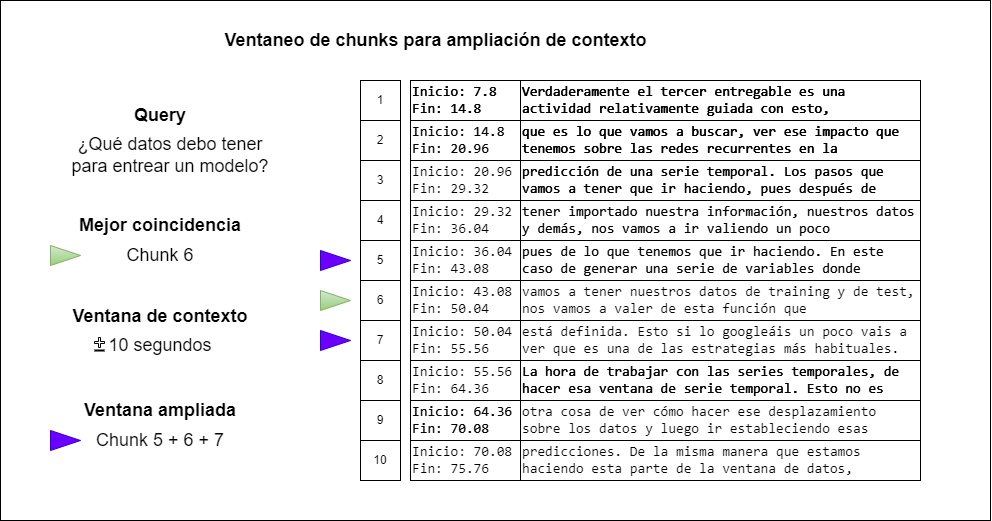 Ventaneo de chunks para ampliación de contexto
Query
¿Qué datos debo tener
para entrear un modelo?
Mejor coincidencia
Chunk 6
Ventana de contexto
± 10 segundos
Ventana ampliada
Chunk 5 + 6 + 7
1
Inicio: 7.8
Fin: 14.8
Verdaderamente el tercer entregable es una
actividad relativamente guiada con esto,
2
Inicio: 14.8
Fin: 20.96
que es lo que vamos a buscar, ver ese impacto que
tenemos sobre las redes recurrentes en la
3
Inicio: 20.96
Fin: 29.32
predicción de una serie temporal. Los pasos que
vamos a tener que ir haciendo, pues después de
4
Inicio: 29.32
Fin: 36.04
tener importado nuestra información, nuestros datos
y demás, nos vamos a ir valiendo un poco
5
Inicio: 36.04
Fin: 43.08
pues de lo que tenemos que ir haciendo. En este
caso de generar una serie de variables donde
6
Inicio: 43.08
Fin: 50.04
vamos a tener nuestros datos de training y de test,
nos vamos a valer de esta función que
7
Inicio: 50.04
Fin: 55.56
está definida. Esto si lo googleáis un poco vais a
ver que es una de las estrategias más habituales.
8
Inicio: 55.56
Fin: 64.36
La hora de trabajar con las series temporales, de
hacer esa ventana de serie temporal. Esto no es
9
Inicio: 64.36
Fin: 70.08
otra cosa de ver cómo hacer ese desplazamiento
sobre los datos y luego ir estableciendo esas
10
Inicio: 70.08
Fin: 75.76
predicciones. De la misma manera que estamos
haciendo esta parte de la ventana de datos,